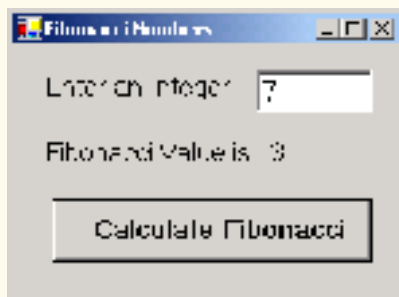 Fibonacci Numbers
Enter an integer 7
Fibonacci Value is
Calculate Fibonacci